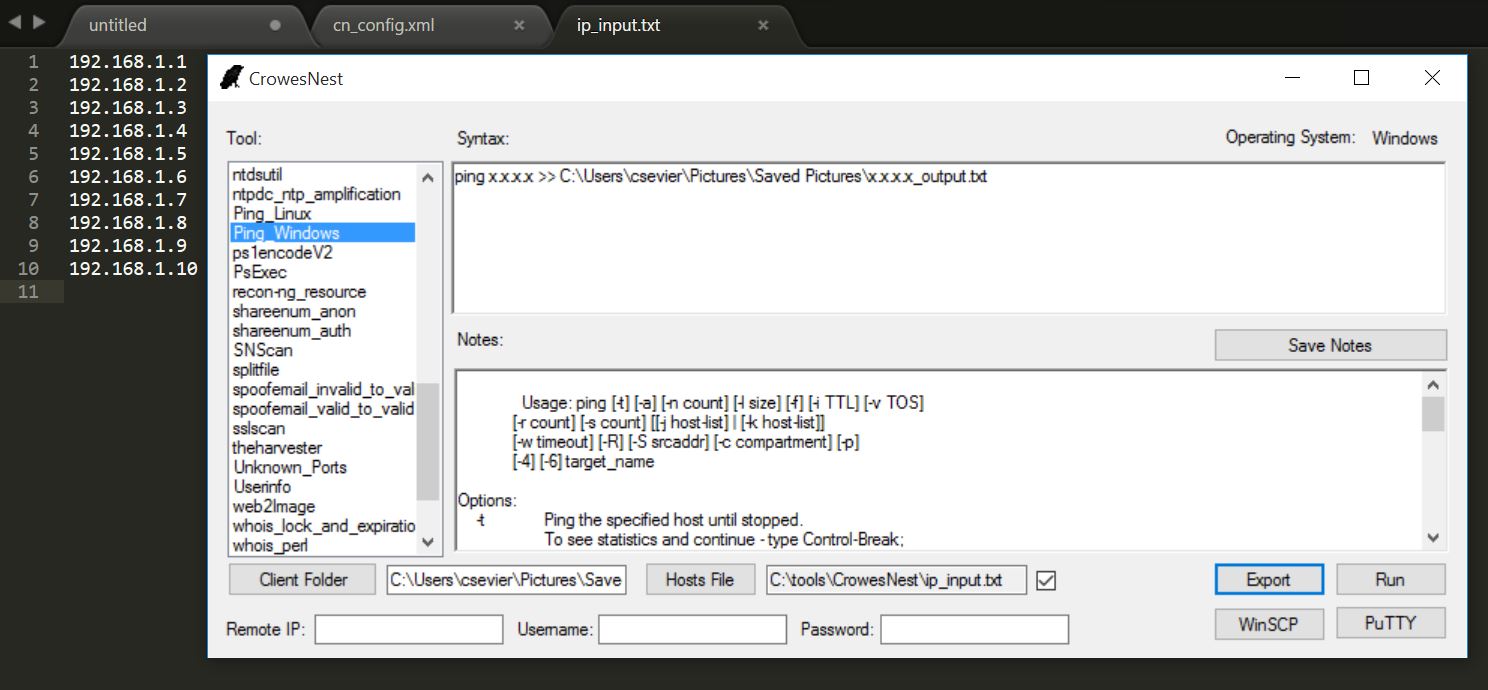 untitled
cn_config.xml
ip_input.txt
1 192.168.1.1
2 192.168.1.2
3 192.168.1.3
4 192.168.1.4
5 192.168.1.5
6 192.168.1.6
7 192.168.1.7
8 192.168.1.8
9 192.168.1.9
10 192.168.1.10
11
CrowesNest
Tool:
ntdsutil
ntpdc_ntp_amplification
Ping_Linux
Ping_Windows
ps1encodeV2
PsExec
recon-ng_resource
shareenum_anon
shareenum_auth
SNScan
splitfile
spoofemail_invalid_to_val
spoofemail_valid_to_valid
sslscan
theharvester
Unknown_Ports
Userinfo
web2Image
whois_lock_and_expiratio
whois_perl
Syntax:
Operating System: Windows
ping x.x.x.x >> C:\Users\csevier\Pictures\Saved Pictures\x.x.x.x_output.txt
Notes:
Save Notes
Usage: ping [-t] [-a] [-n count] [-l size] [-f] [-i TTL] [-v TOS]
[-r count] [-s count] [[-j host-list] | [-k host-list]]
[-w timeout] [-R] [-S srcaddr] [-c compartment] [-p]
[-4] [-6] target_name
Options:
-t Ping the specified host until stopped.
To see statistics and continue - type Control-Break;
Client Folder C:\Users\csevier\Pictures\Save Hosts File C:\tools\CrowesNest\ip_input.txt Export Run
Remote IP: Username: Password: WinSCP PuTTY